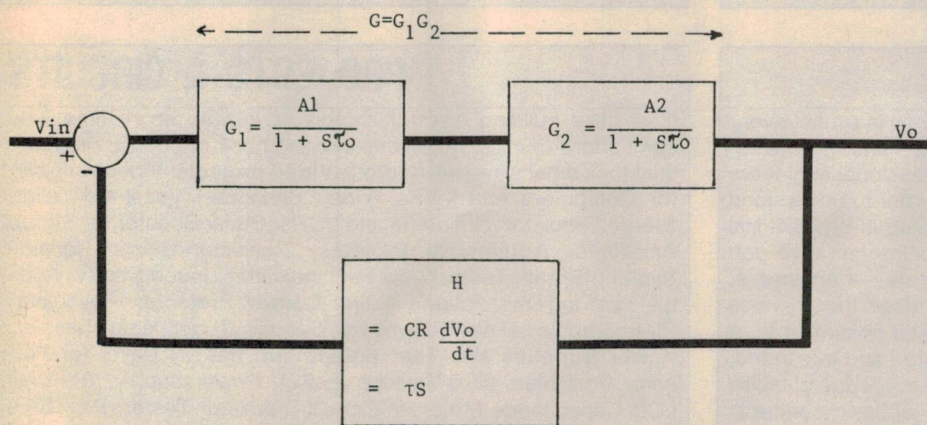 G=G₁G₂
Vin
+
-
G₁ = A1 / 1 + Sτo
G₂ = A2 / 1 + Sτo
Vo
H
= CR dVo / dt
= τS